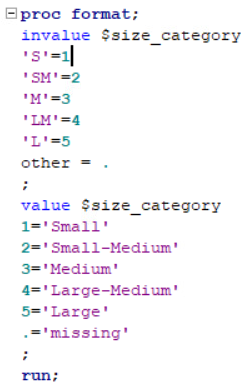 proc format;
invalue $size_category
'S'=1
'SM'=2
'M'=3
'LM'=4
'L'=5
other = .
;
value $size_category
1='Small'
2='Small-Medium'
3='Medium'
4='Large-Medium'
5='Large'
.='missing'
;
run;